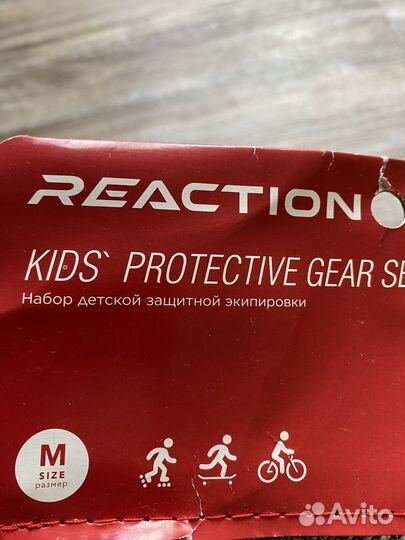 REACTION
KIDS` PROTECTIVE GEAR SE
Набор детской защитной экипировки
M
SIZE
размер
Avito